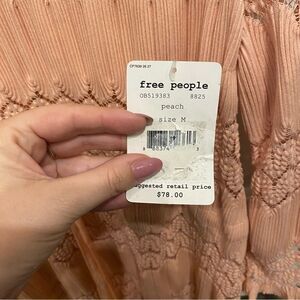 free people
OB519383 8825
peach
size M
suggested retail price
$78.00